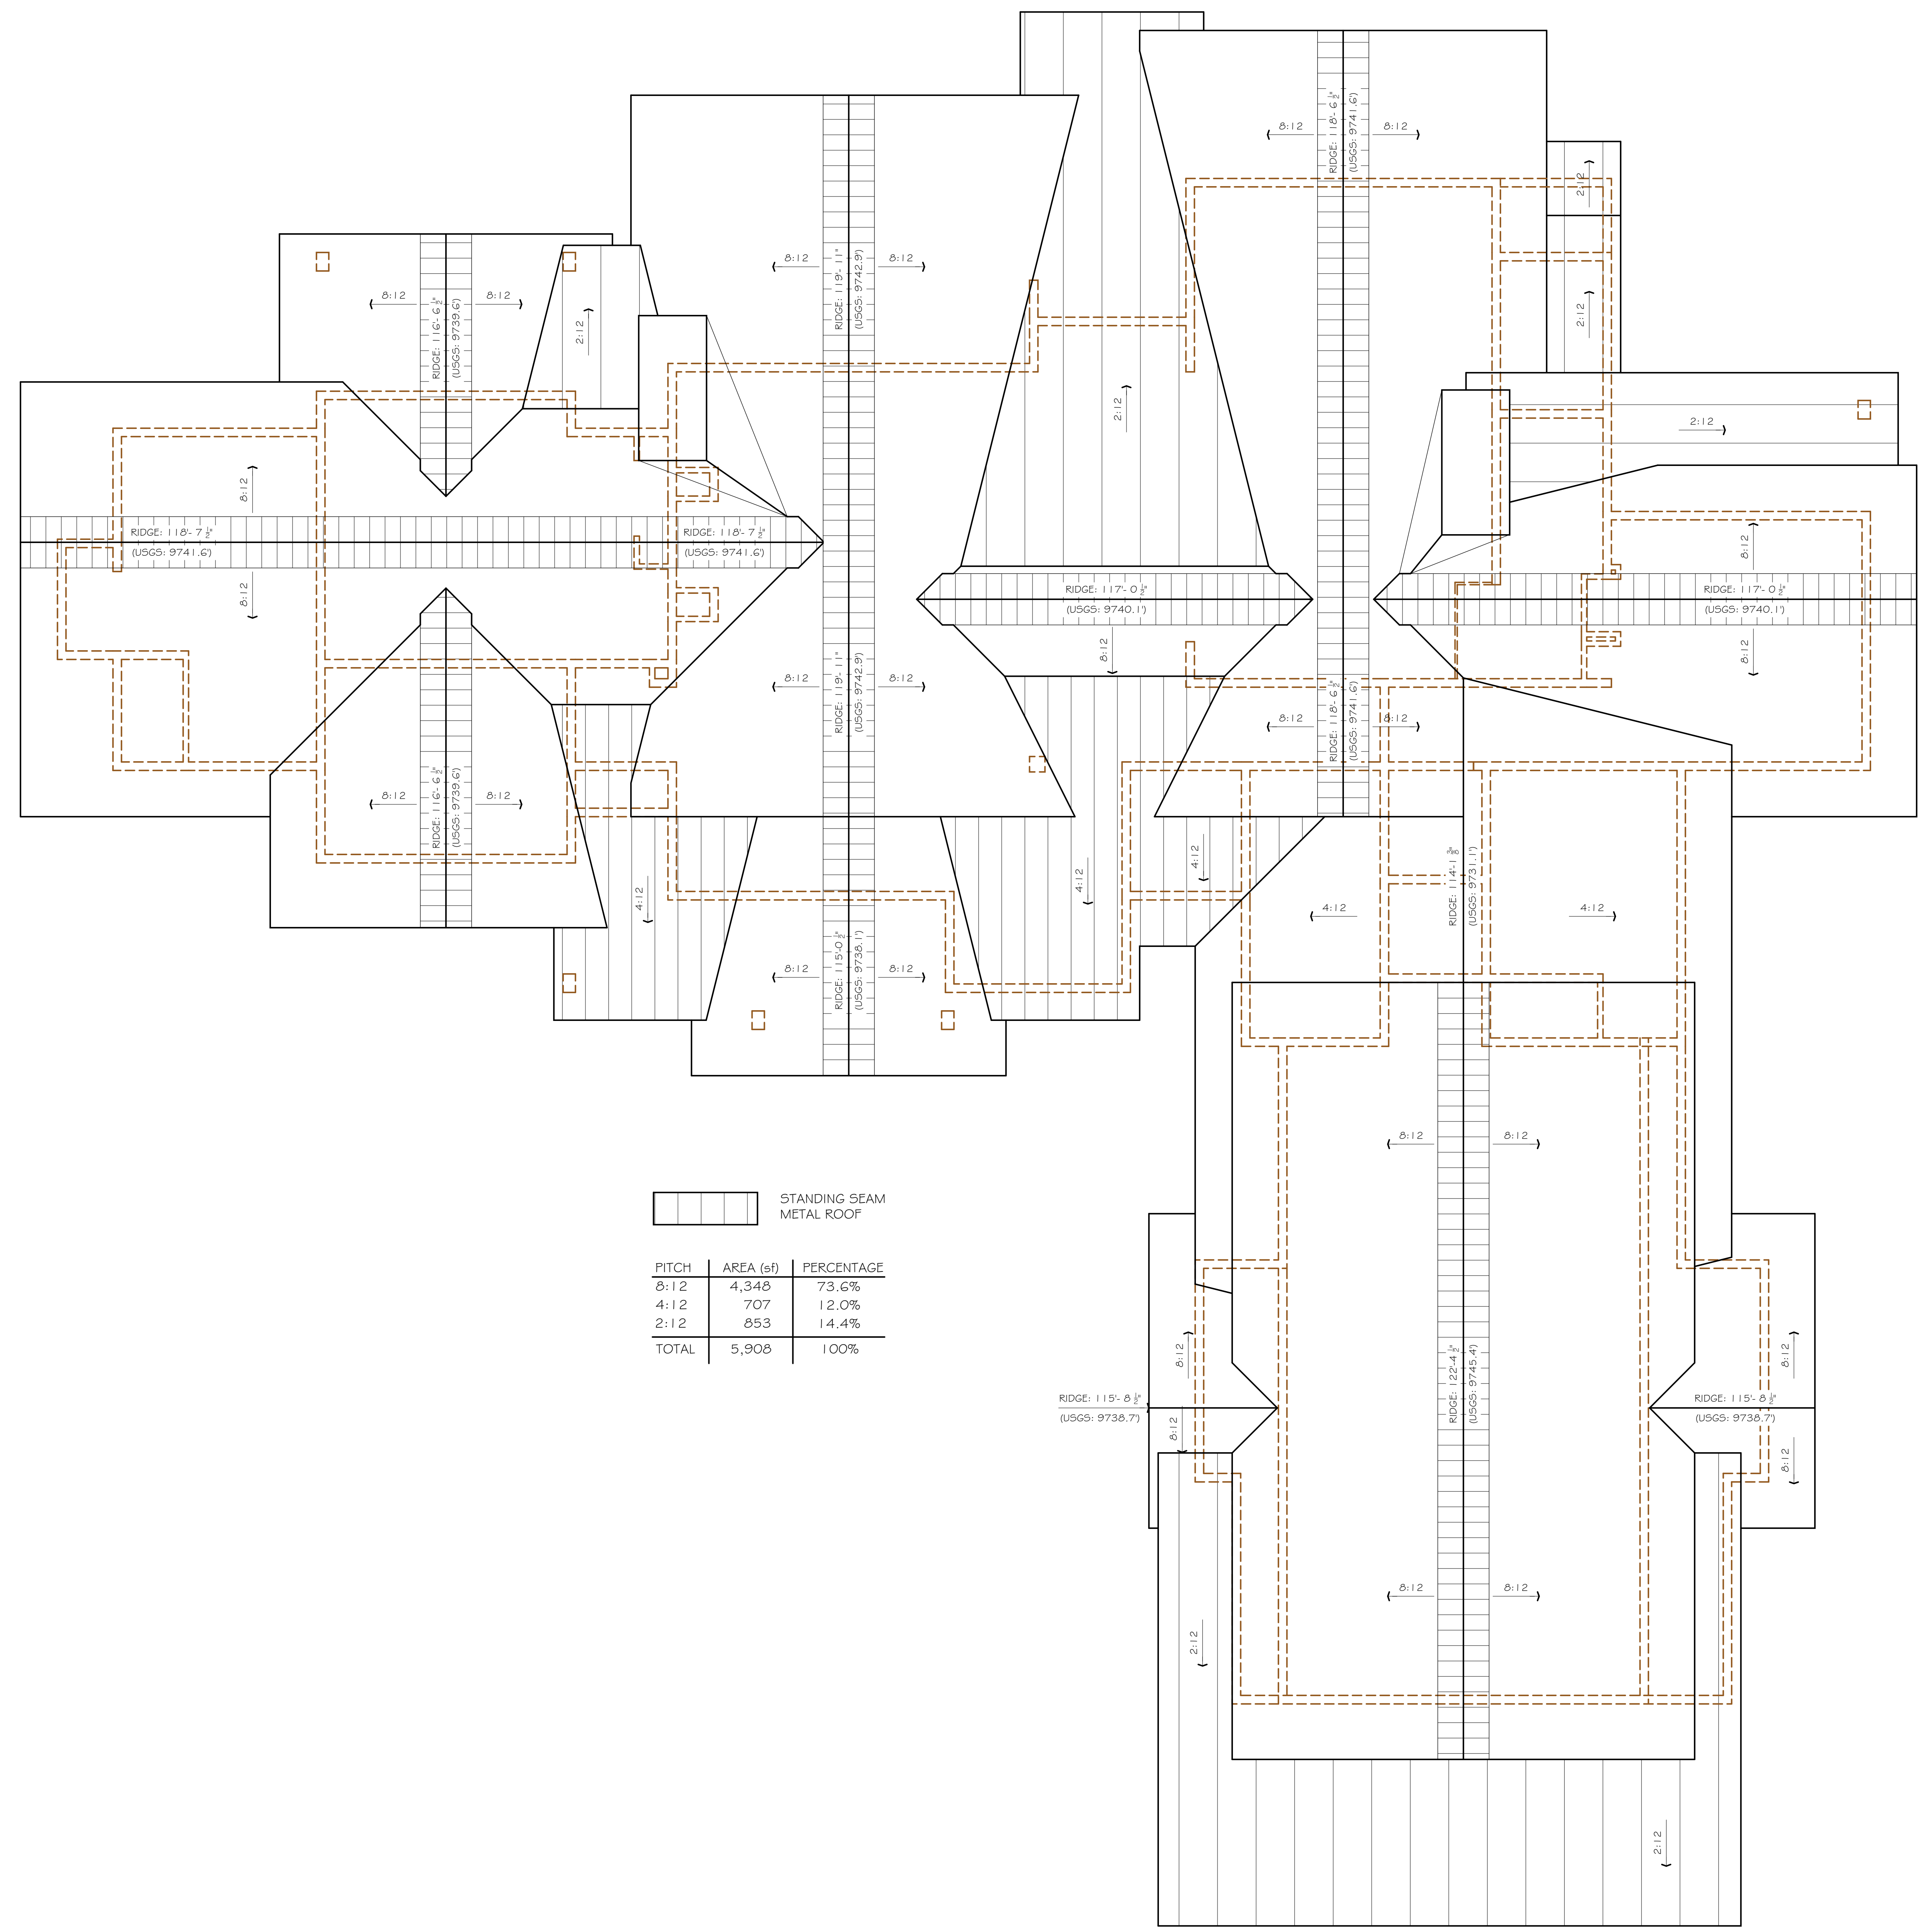 8:12 8:12
RIDGE: 118'- 6 1/2"
(USGS: 9741.6')
2:12
8:12 8:12
RIDGE: 119'- 11"
(USGS: 9742.9')
8:12 8:12
RIDGE: 116'- 6 1/2"
(USGS: 9739.6')
2:12
2:12
2:12
2:12
8:12
RIDGE: 118'- 7 1/2"
(USGS: 9741.6')
RIDGE: 118'- 7 1/2"
(USGS: 9741.6')
8:12
8:12
RIDGE: 117'- 0 1/2"
(USGS: 9740.1')
RIDGE: 117'- 0 1/2"
(USGS: 9740.1')
8:12
8:12
8:12 8:12
RIDGE: 119'- 11"
(USGS: 9742.9')
8:12 8:12
RIDGE: 118'- 6 1/2"
(USGS: 9741.6')
8:12 8:12
RIDGE: 116'- 6 1/2"
(USGS: 9739.6')
4:12
4:12
4:12
RIDGE: 114'-1 3/8"
(USGS: 9731.1')
4:12 4:12
8:12 8:12
RIDGE: 115'-0 1/2"
(USGS: 9738.1')
8:12 8:12
STANDING SEAM
METAL ROOF
PITCH AREA (sf) PERCENTAGE
8:12 4,348 73.6%
4:12 707 12.0%
2:12 853 14.4%
TOTAL 5,908 100%
8:12
8:12
RIDGE: 122'-4 1/2"
(USGS: 9745.4')
RIDGE: 115'- 8 1/2"
(USGS: 9738.7')
RIDGE: 115'- 8 1/2"
(USGS: 9738.7')
8:12
8:12
8:12 8:12
2:12
2:12